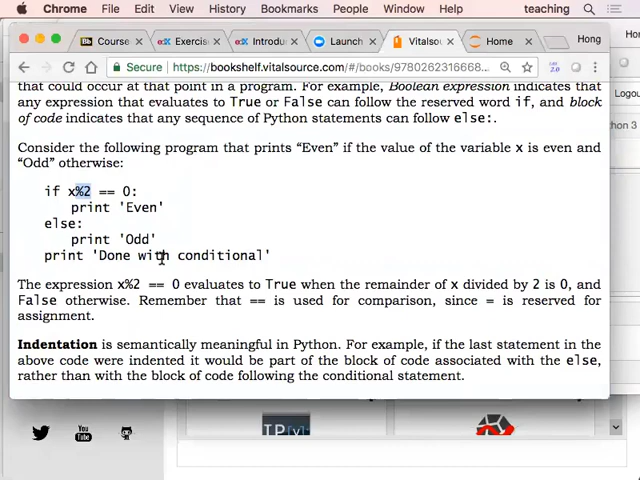 Chrome File Edit View History Bookmarks People Window Help teaching
Course Exercis Introdu Launch Vitalsou Home Hong
Secure https://bookshelf.vitalsource.com/#/books/9780262316668...
that could occur at that point in a program. For example, Boolean expression indicates that
any expression that evaluates to True or False can follow the reserved word if, and block
of code indicates that any sequence of Python statements can follow else:.
Consider the following program that prints “Even” if the value of the variable x is even and
“Odd” otherwise:
if x%2 == 0:
print 'Even'
else:
print 'Odd'
print 'Done with conditional'
The expression x%2 == 0 evaluates to True when the remainder of x divided by 2 is 0, and
False otherwise. Remember that == is used for comparison, since = is reserved for
assignment.
Indentation is semantically meaningful in Python. For example, if the last statement in the
above code were indented it would be part of the block of code associated with the else,
rather than with the block of code following the conditional statement.
Logou
thon 3
You
Tube
IP[y]: